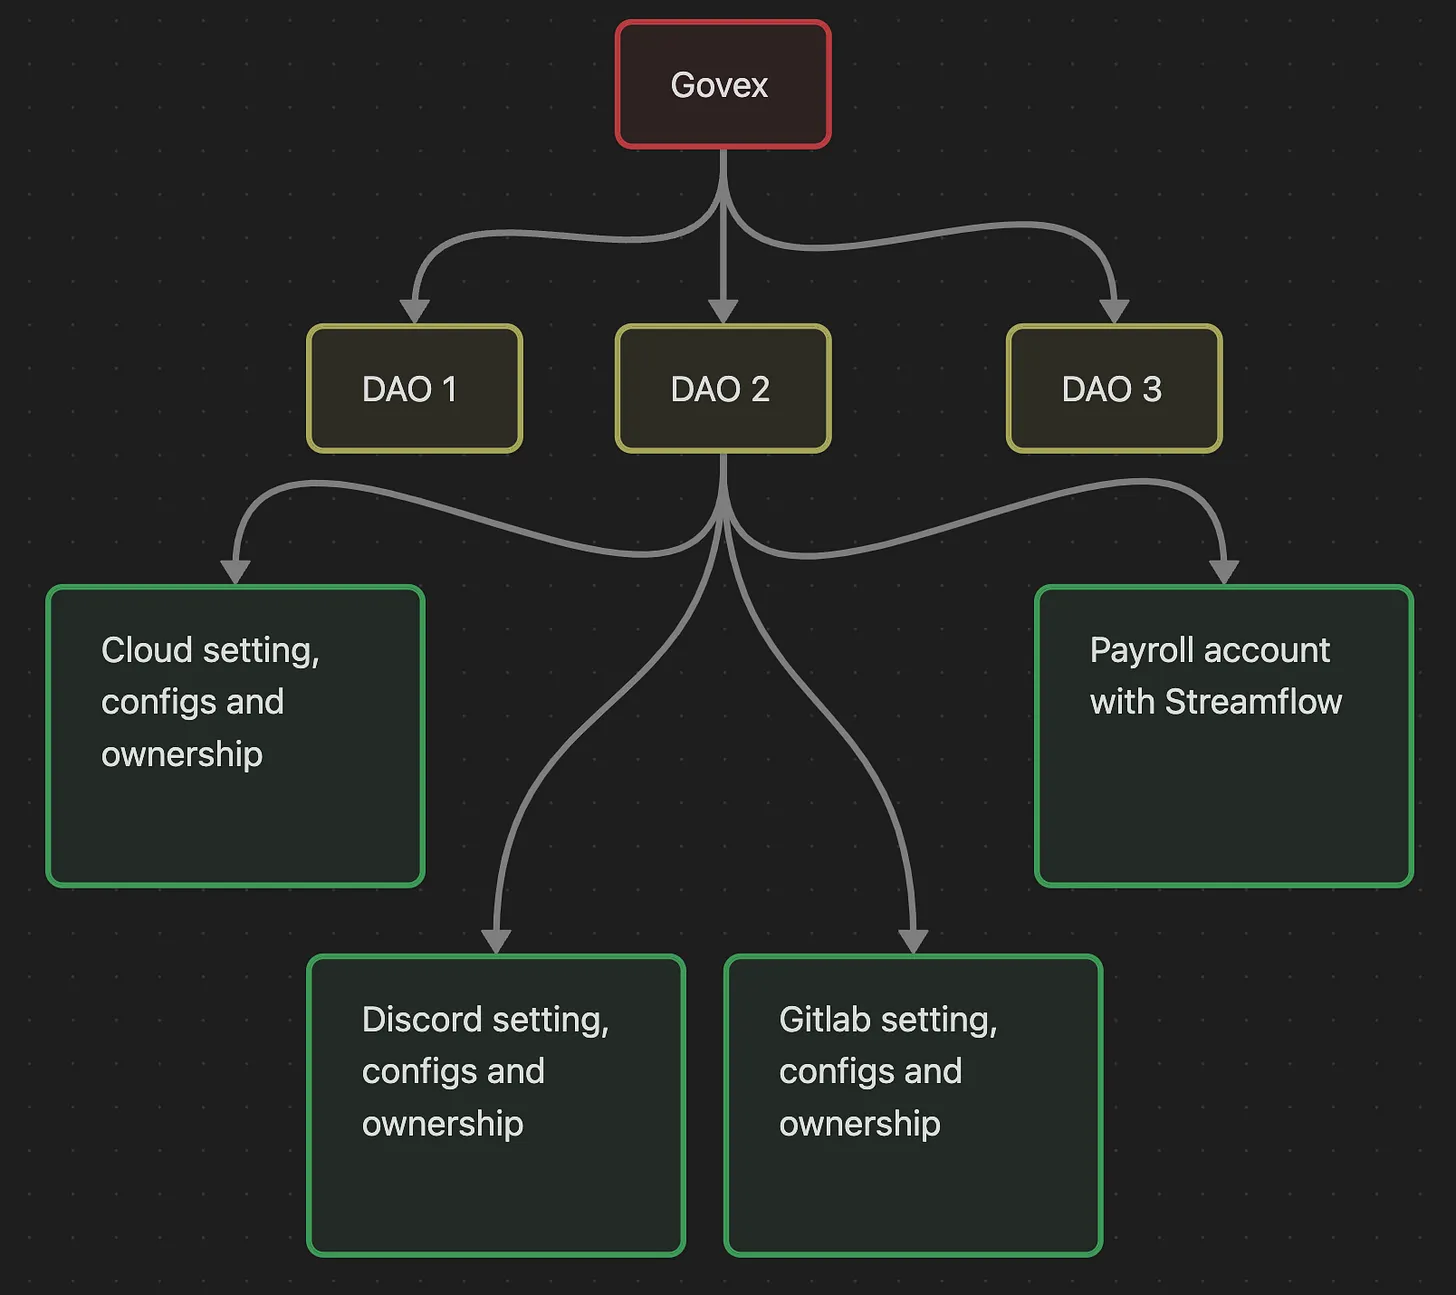 Govex
DAO 1
DAO 2
DAO 3
Cloud setting,
configs and
ownership
Payroll account
with Streamflow
Discord setting,
configs and
ownership
Gitlab setting,
configs and
ownership